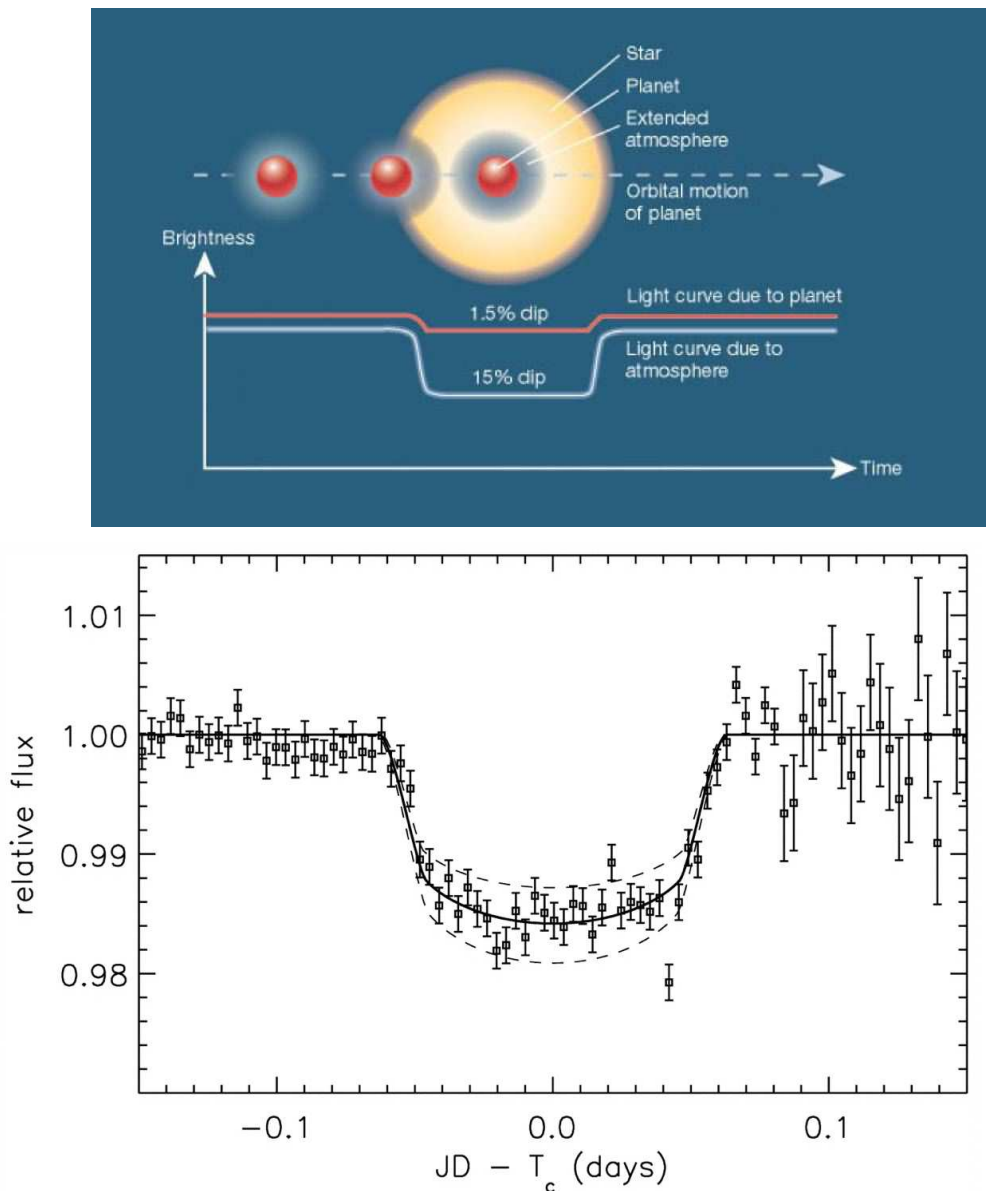 Star
Planet
Extended
atmosphere
Orbital motion
of planet
Brightness
1.5% dip
Light curve due to planet
15% dip
Light curve due to
atmosphere
Time
1.01
1.00
0.99
0.98
relative flux
−0.1
0.0
0.1
JD − T_c (days)